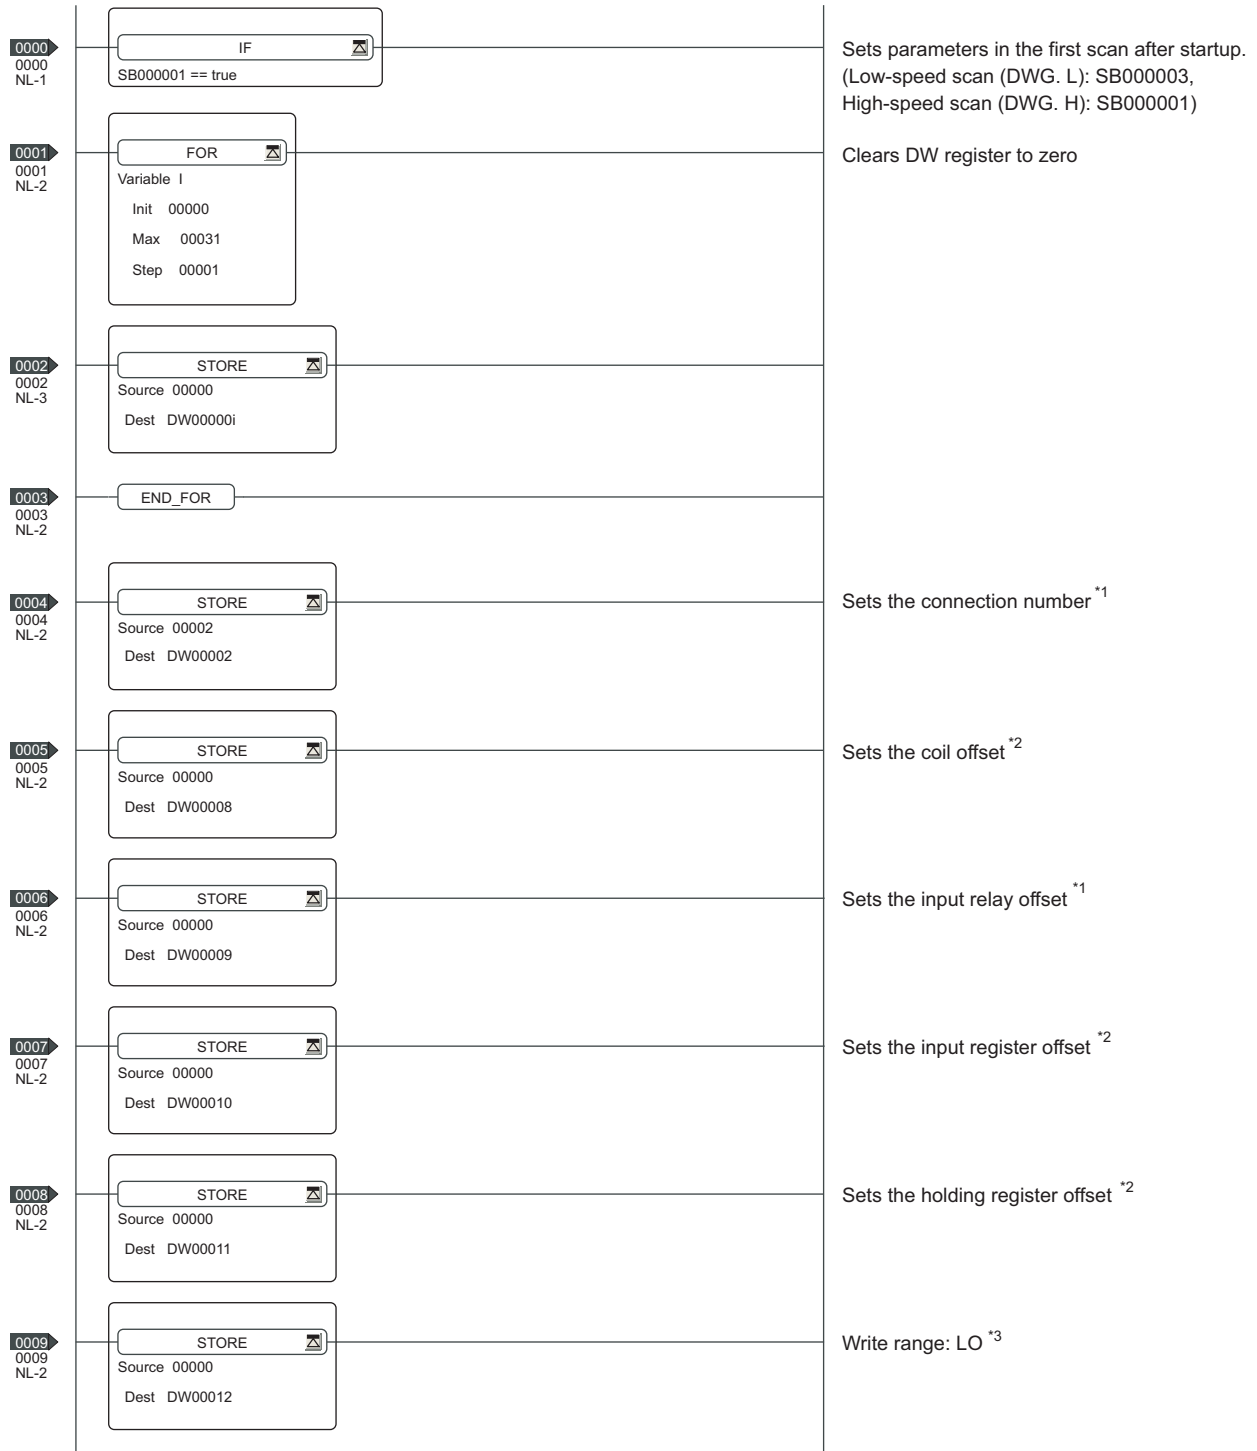 IF
0000
0000
NL-1
SB000001 == true
Sets parameters in the first scan after startup.
(Low-speed scan (DWG. L): SB000003,
High-speed scan (DWG. H): SB000001)
0001
0001
NL-2
FOR
Variable I
Init 00000
Max 00031
Step 00001
Clears DW register to zero
0002
0002
NL-3
STORE
Source 00000
Dest DW00000i
0003
0003
NL-2
END_FOR
0004
0004
NL-2
STORE
Source 00002
Dest DW00002
Sets the connection number *1
0005
0005
NL-2
STORE
Source 00000
Dest DW00008
Sets the coil offset *2
0006
0006
NL-2
STORE
Source 00000
Dest DW00009
Sets the input relay offset *1
0007
0007
NL-2
STORE
Source 00000
Dest DW00010
Sets the input register offset *2
0008
0008
NL-2
STORE
Source 00000
Dest DW00011
Sets the holding register offset *2
0009
0009
NL-2
STORE
Source 00000
Dest DW00012
Write range: LO *3